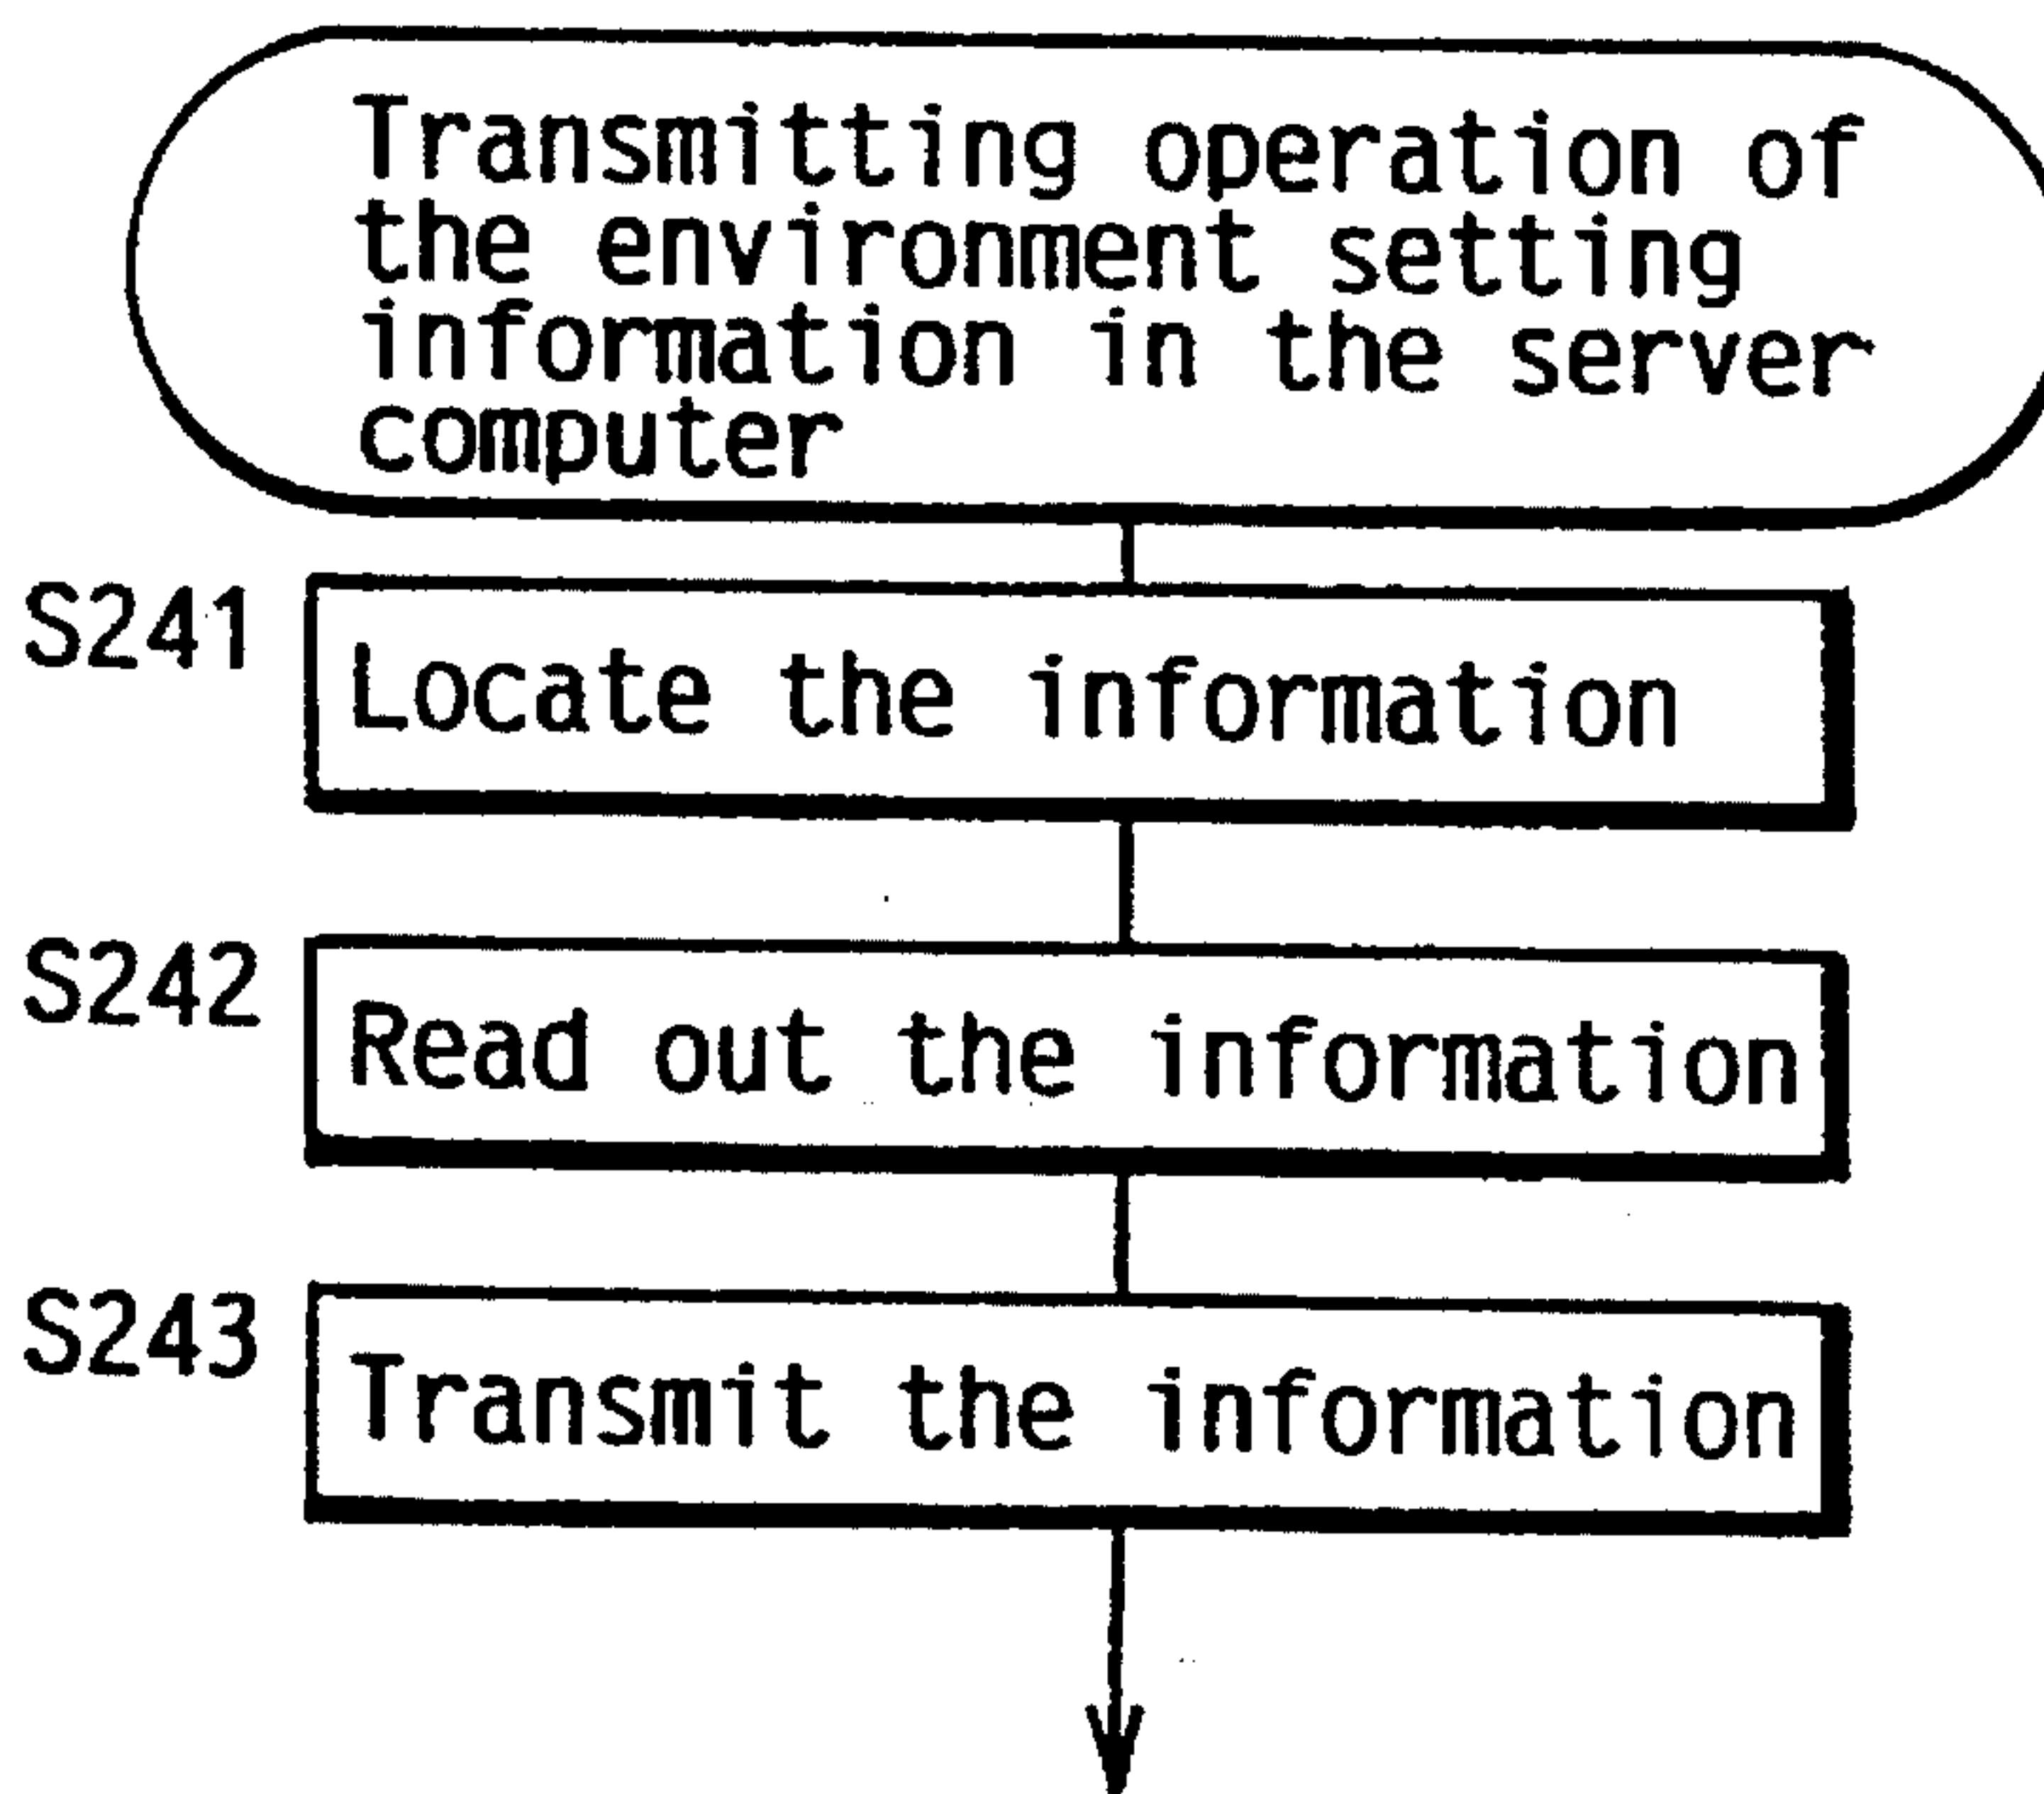 Transmitting operation of
the environment setting
information in the server
computer
S241
Locate the information
S242
Read out the information
S243
Transmit the information